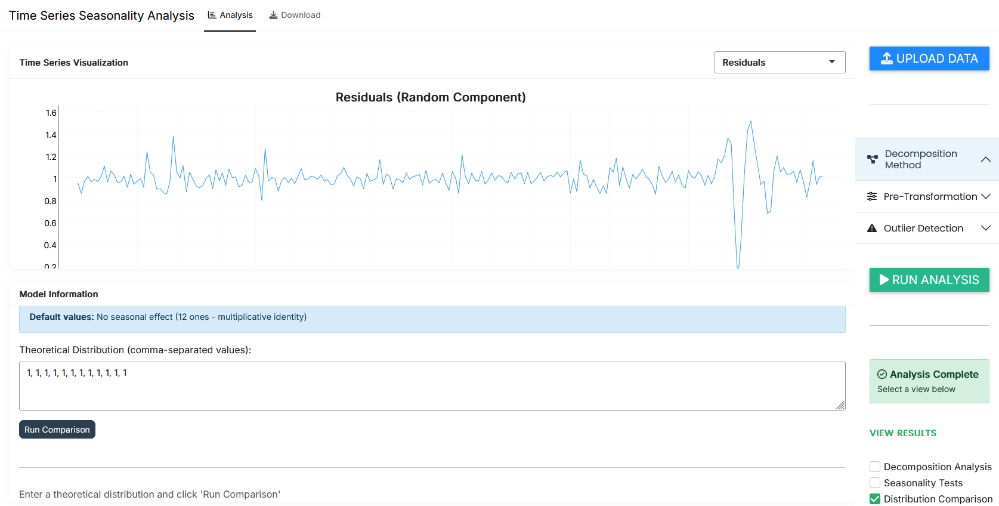 Time Series Seasonality Analysis
Analysis
Download
Time Series Visualization
Residuals
Residuals (Random Component)
1.6
1.4
1.2
1
0.8
0.6
0.4
0.2
Model Information
Default values: No seasonal effect (12 ones - multiplicative identity)
Theoretical Distribution (comma-separated values):
1, 1, 1, 1, 1, 1, 1, 1, 1, 1, 1, 1
Run Comparison
Enter a theoretical distribution and click 'Run Comparison'
UPLOAD DATA
Decomposition
Method
Pre-Transformation
Outlier Detection
RUN ANALYSIS
Analysis Complete
Select a view below
VIEW RESULTS
Decomposition Analysis
Seasonality Tests
Distribution Comparison